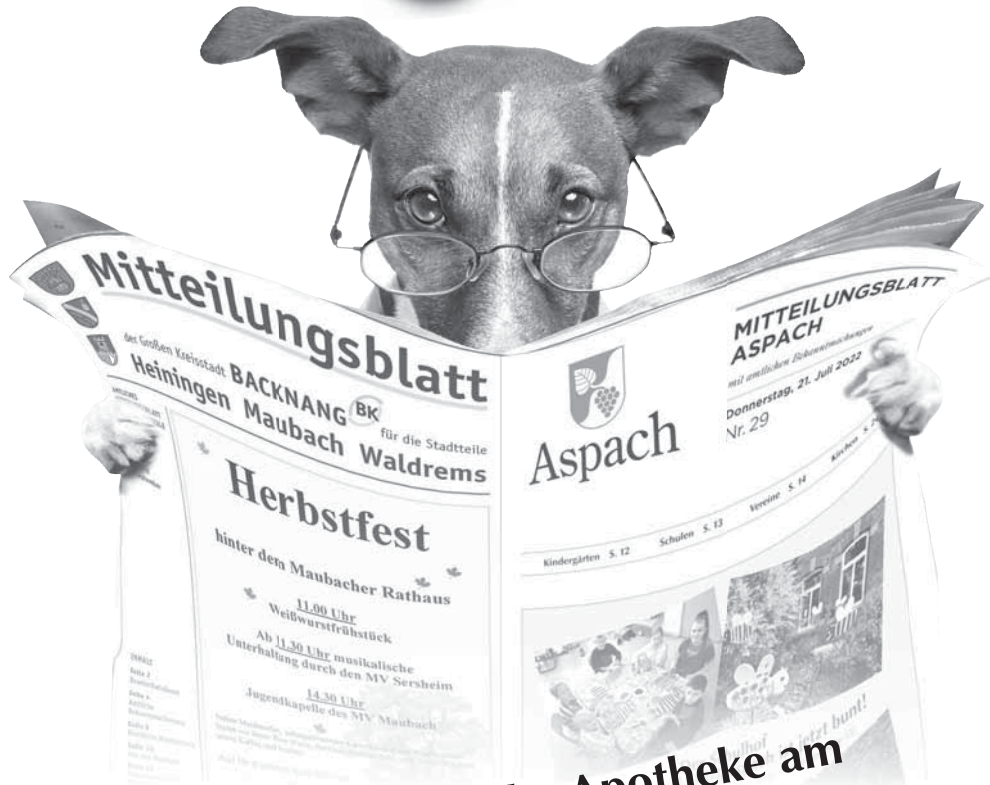 Mitteilungsblatt
der Großen Kreisstadt BACKNANG BK
für die Stadtteile
Heiningen Maubach Waldrems
Herbstfest
hinter dem Maubacher Rathaus
11.00 Uhr
Weißwurstfrühstück
Ab 11.30 Uhr musikalische
Unterhaltung durch den MV Sersheim
14.30 Uhr
Jugendkapelle des MV Maubach
INHALT
Aspach
MITTEILUNGSBLATT
ASPACH
mit amtlichen Bekanntmachungen
Donnerstag, 21. Juli 2022
Nr. 29
Kindergärten S. 12
Schulen S. 13
Vereine S. 14
Kirchen S.
jetzt bunt!
Apotheke am